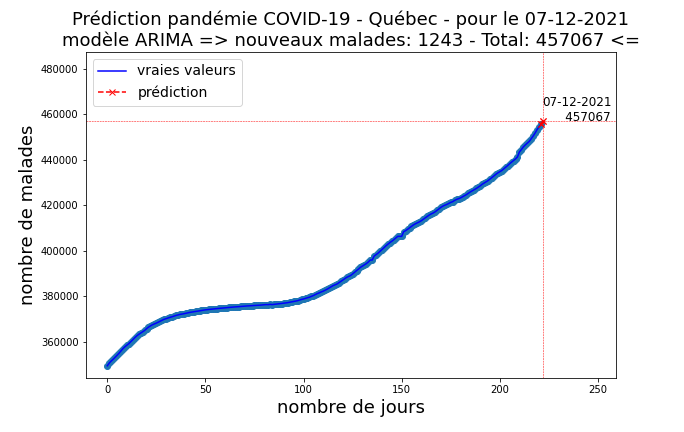 Prédiction pandémie COVID-19 - Québec - pour le 07-12-2021
modèle ARIMA => nouveaux malades: 1243 - Total: 457067 <=
vraies valeurs
prédiction
07-12-2021
457067
nombre de malades
480000
460000
440000
420000
400000
380000
360000
0 50 100 150 200 250
nombre de jours